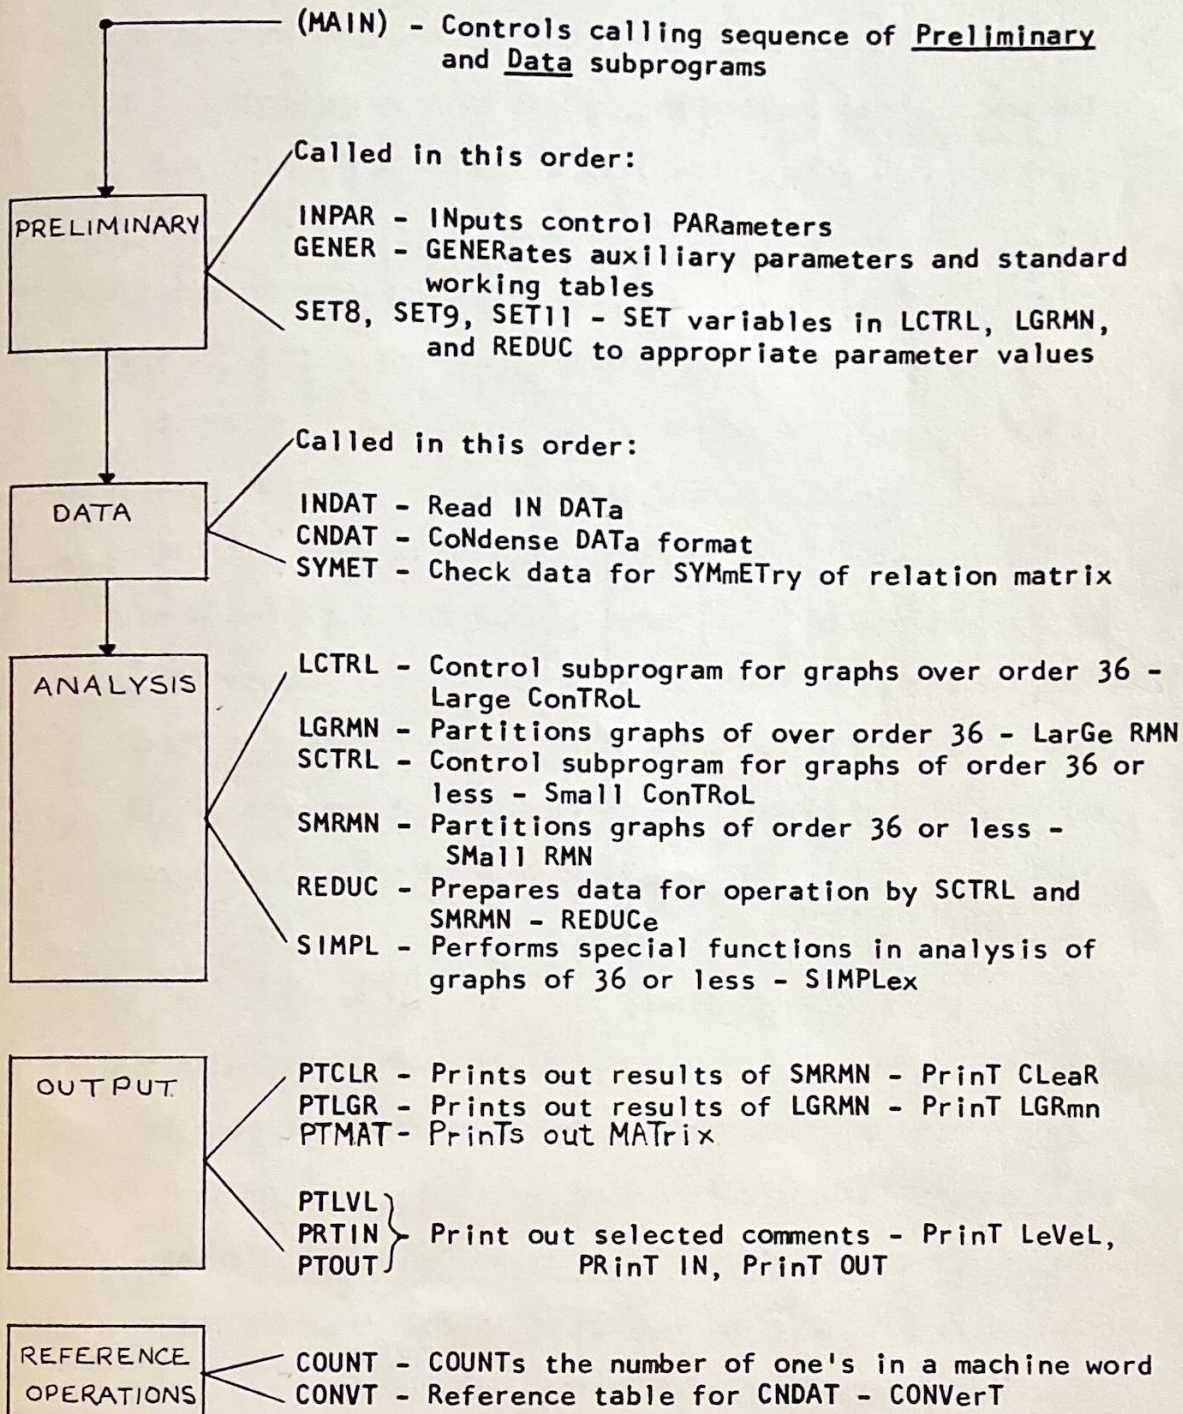 (MAIN) - Controls calling sequence of Preliminary
and Data subprograms
Called in this order:
PRELIMINARY
INPAR - INputs control PARameters
GENER - GENERates auxiliary parameters and standard
working tables
SET8, SET9, SET11 - SET variables in LCTRL, LGRMN,
and REDUC to appropriate parameter values
Called in this order:
DATA
INDAT - Read IN DATa
CNDAT - CoNdense DATa format
SYMET - Check data for SYMmETry of relation matrix
ANALYSIS
LCTRL - Control subprogram for graphs over order 36 -
Large ConTRoL
LGRMN - Partitions graphs of over order 36 - LarGe RMN
SCTRL - Control subprogram for graphs of order 36 or
less - Small ConTRoL
SMRMN - Partitions graphs of order 36 or less -
SMall RMN
REDUC - Prepares data for operation by SCTRL and
SMRMN - REDUCe
SIMPL - Performs special functions in analysis of
graphs of 36 or less - SIMPLex
OUTPUT
PTCLR - Prints out results of SMRMN - PrinT CLeaR
PTLGR - Prints out results of LGRMN - PrinT LGRmn
PTMAT- PrinTs out MATrix
PTLVL
PRTIN } Print out selected comments - PrinT LeVeL,
PTOUT PRinT IN, PrinT OUT
REFERENCE
OPERATIONS
COUNT - COUNTs the number of one's in a machine word
CONVT - Reference table for CNDAT - CONVerT